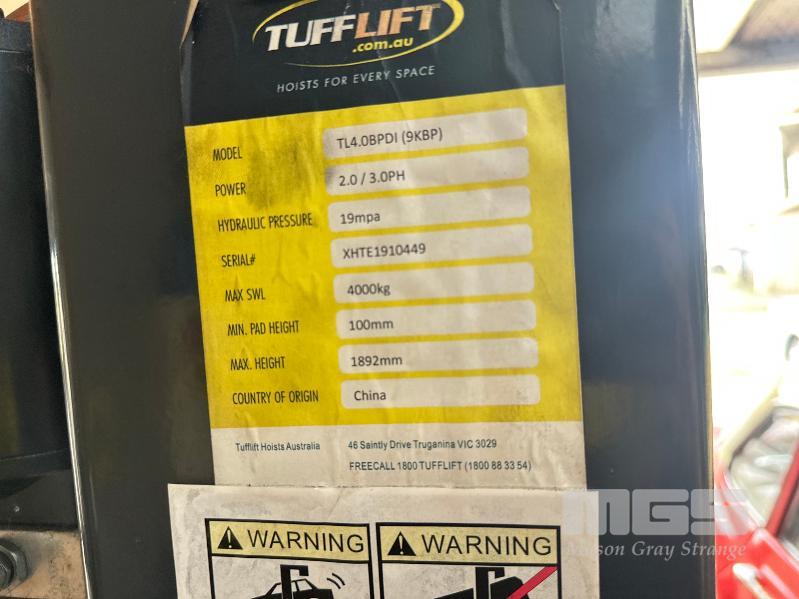 TUFFLIFT
.com.au
HOISTS FOR EVERY SPACE
MODEL TL4.0BPDI (9KBP)
POWER 2.0 / 3.0PH
HYDRAULIC PRESSURE 19mpa
SERIAL# XHTE1910449
MAX SWL 4000kg
MIN. PAD HEIGHT 100mm
MAX. HEIGHT 1892mm
COUNTRY OF ORIGIN China
Tufflift Hoists Australia 46 Saintly Drive Truganina VIC 3029
FREECALL 1800 TUFFLIFT (1800 88 33 54)
WARNING WARNING
MGS
Mason Gray Strange